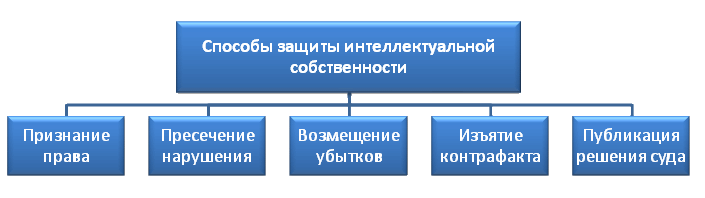 Способы защиты интеллектуальной
собственности
Признание
права
Пресечение
нарушения
Возмещение
убытков
Изъятие
контрафакта
Публикация
решения суда